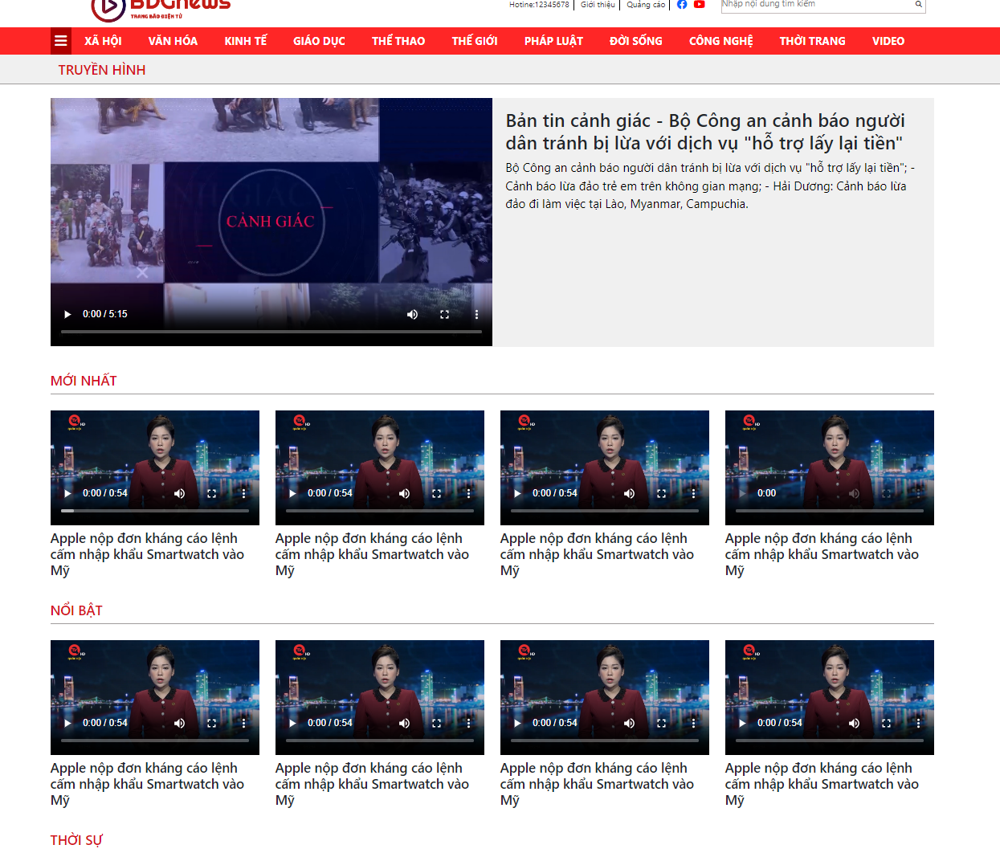 BDGnews
TRANG BÁO ĐIỆN TỬ
Hotine:12345678 Giới thiệu Quảng cáo
Nhập nội dung tìm kiếm
XÃ HỘI VĂN HÓA KINH TẾ GIÁO DỤC THỂ THAO THẾ GIỚI PHÁP LUẬT ĐỜI SỐNG CÔNG NGHỆ THỜI TRANG VIDEO
TRUYỀN HÌNH
CẢNH GIÁC
0:00 / 5:15
Bản tin cảnh giác - Bộ Công an cảnh báo người
dân tránh bị lừa với dịch vụ "hỗ trợ lấy lại tiền"
Bộ Công an cảnh báo người dân tránh bị lừa với dịch vụ "hỗ trợ lấy lại tiền"; -
Cảnh báo lừa đảo trẻ em trên không gian mạng; - Hải Dương: Cảnh báo lừa
đảo đi làm việc tại Lào, Myanmar, Campuchia.
MỚI NHẤT
0:00 / 0:54
Apple nộp đơn kháng cáo lệnh
cấm nhập khẩu Smartwatch vào
Mỹ
0:00 / 0:54
Apple nộp đơn kháng cáo lệnh
cấm nhập khẩu Smartwatch vào
Mỹ
0:00 / 0:54
Apple nộp đơn kháng cáo lệnh
cấm nhập khẩu Smartwatch vào
Mỹ
0:00
Apple nộp đơn kháng cáo lệnh
cấm nhập khẩu Smartwatch vào
Mỹ
NỔI BẬT
0:00 / 0:54
Apple nộp đơn kháng cáo lệnh
cấm nhập khẩu Smartwatch vào
Mỹ
0:00 / 0:54
Apple nộp đơn kháng cáo lệnh
cấm nhập khẩu Smartwatch vào
Mỹ
0:00 / 0:54
Apple nộp đơn kháng cáo lệnh
cấm nhập khẩu Smartwatch vào
Mỹ
0:00 / 0:54
Apple nộp đơn kháng cáo lệnh
cấm nhập khẩu Smartwatch vào
Mỹ
THỜI SỰ